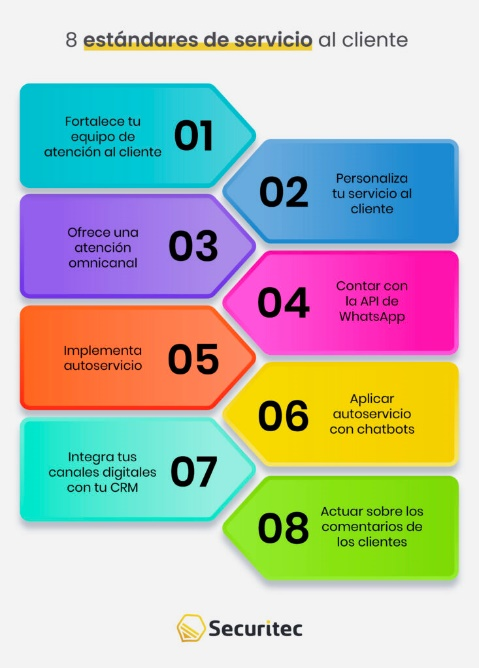 8 estándares de servicio al cliente
Fortalece tu
equipo de
atención al cliente
01
02
Personaliza
tu servicio al
cliente
Ofrece una
atención
omnicanal
03
04
Contar con
la API de
WhatsApp
Implementa
autoservicio
05
06
Aplicar
autoservicio
con chatbots
Integra tus
canales digitales
con tu CRM
07
08
Actuar sobre los
comentarios de
los clientes
Securitec